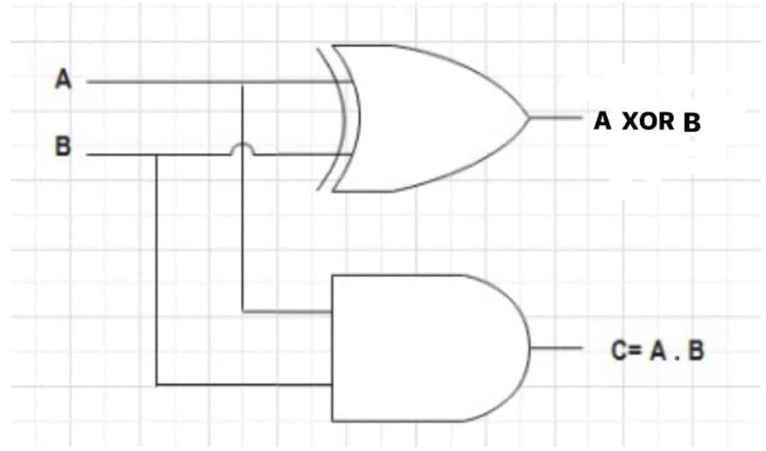 A
B
A XOR B
C= A . B